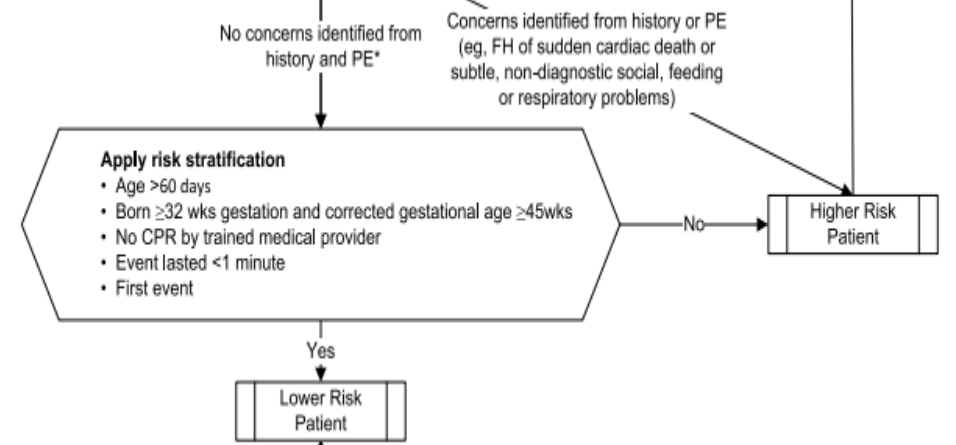 No concerns identified from
history and PE*
Concerns identified from history or PE
(eg, FH of sudden cardiac death or
subtle, non-diagnostic social, feeding
or respiratory problems)
Apply risk stratification
• Age >60 days
• Born ≥32 wks gestation and corrected gestational age ≥45wks
• No CPR by trained medical provider
• Event lasted <1 minute
• First event
No
Higher Risk
Patient
Yes
Lower Risk
Patient